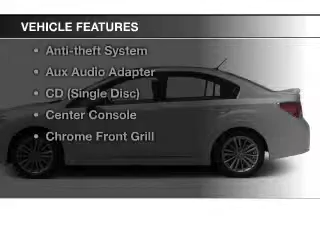 VEHICLE FEATURES
• Anti-theft System
• Aux Audio Adapter
• CD (Single Disc)
• Center Console
• Chrome Front Grill